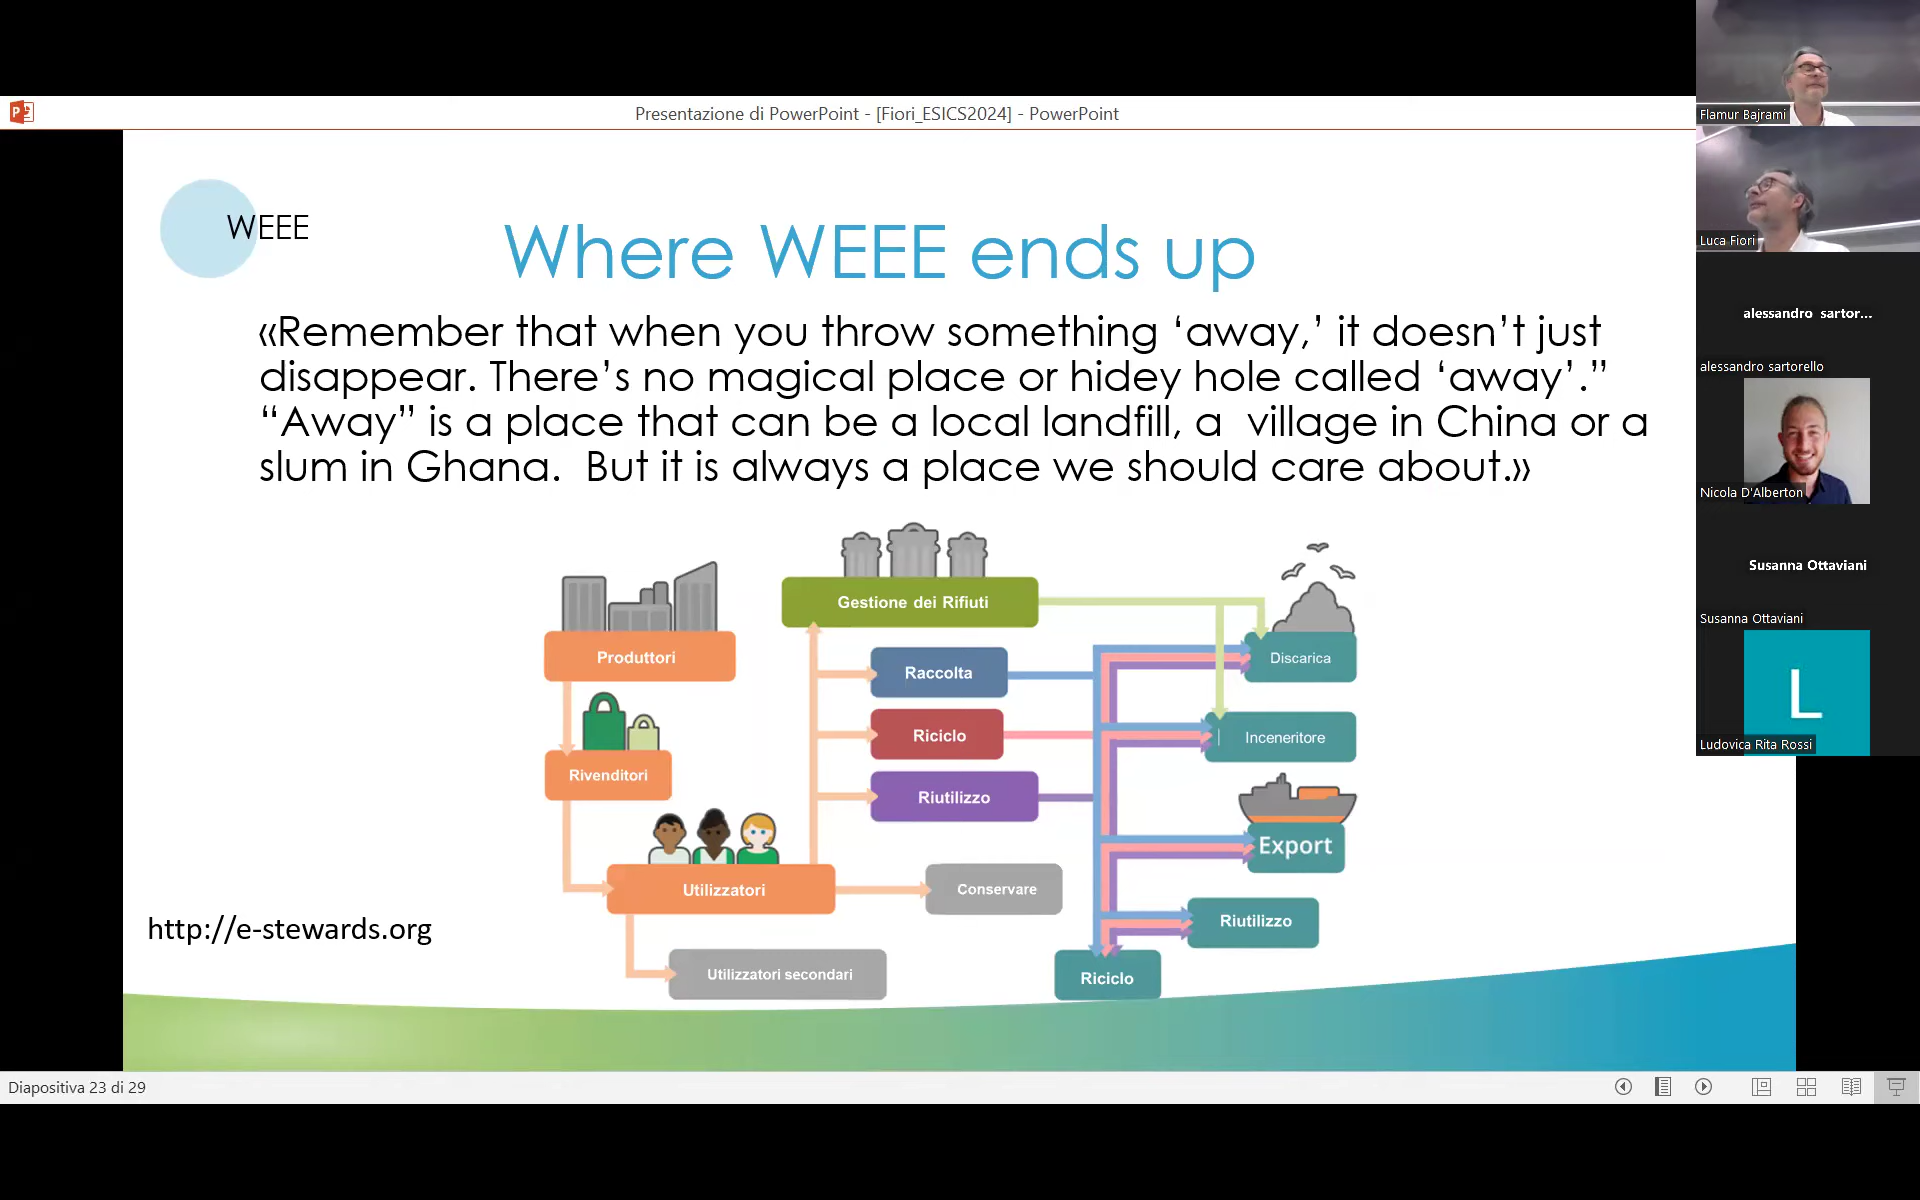 Presentazione di PowerPoint - [Fiori_ESICS2024] - PowerPoint
WEEE
Where WEEE ends up
«Remember that when you throw something ‘away,’ it doesn’t just
disappear. There’s no magical place or hidey hole called ‘away’.”
“Away” is a place that can be a local landfill, a  village in China or a
slum in Ghana.  But it is always a place we should care about.»
Gestione dei Rifiuti
Produttori
Raccolta
Discarica
Riciclo
Inceneritore
Rivenditori
Riutilizzo
Export
Utilizzatori
Conservare
Riutilizzo
http://e-stewards.org
Utilizzatori secondari
Riciclo
Diapositiva 23 di 29
Flamur Bajrami
Luca Fiori
alessandro sartor...
alessandro sartorello
Nicola D'Alberton
Susanna Ottaviani
Susanna Ottaviani
L
Ludovica Rita Rossi